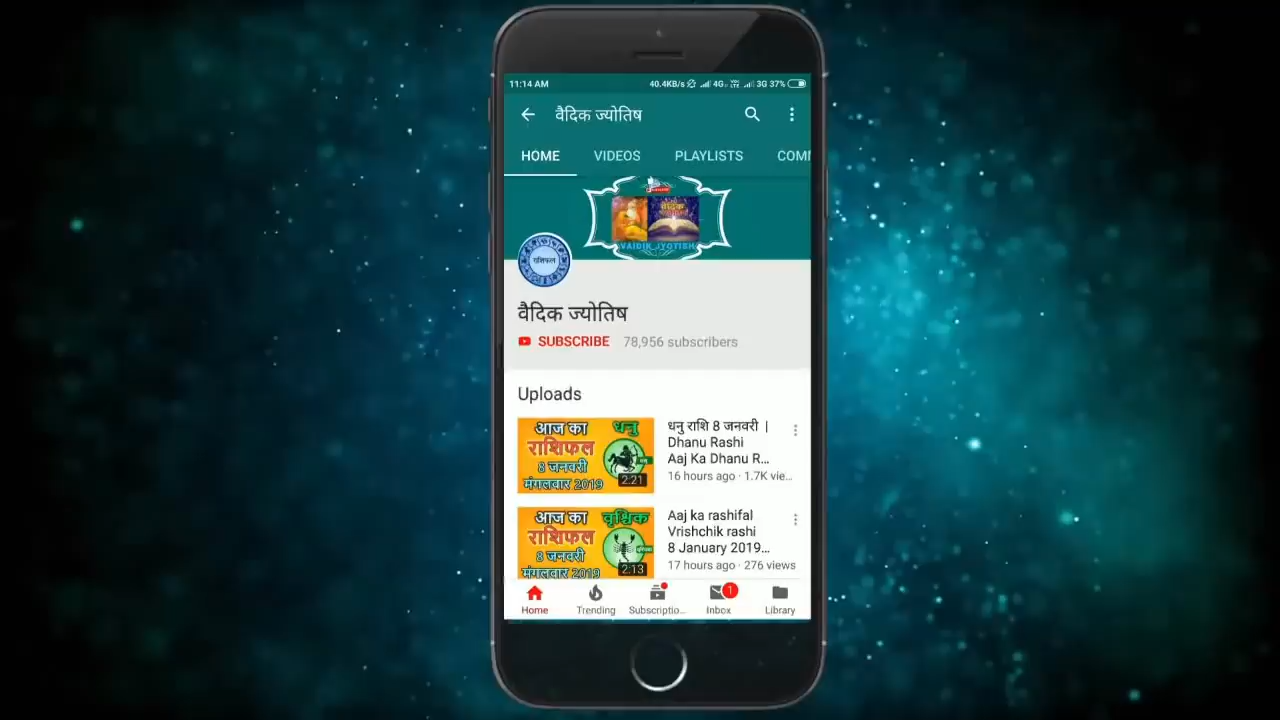 11:14 AM
40.4KB/s 4G 3G 37%
वैदिक ज्योतिष
HOME VIDEOS PLAYLISTS COMM
वैदिक
VAIDIK JYOTISH
राशिफल
वैदिक ज्योतिष
SUBSCRIBE 78,956 subscribers
Uploads
आज का धनु
राशिफल
8 जनवरी
मंगलवार 2019
2:21
धनु राशि 8 जनवरी |
Dhanu Rashi
Aaj Ka Dhanu R...
16 hours ago · 1.7K vie...
आज का वृश्चिक
राशिफल
8 जनवरी
मंगलवार 2019
2:13
Aaj ka rashifal
Vrishchik rashi
8 January 2019...
17 hours ago · 276 views
1
Home Trending Subscriptio... Inbox Library